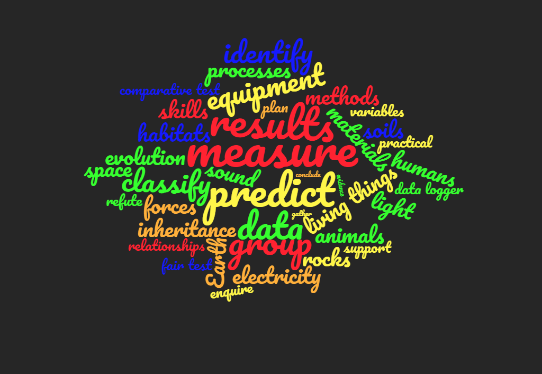 identify
processes
equipment
comparative test
plan
methods
skills
results
materials
variables
habitats
soils
practical
measure
evolution
humans
space
sound
conclude
classify
predict
living things
data logger
refute
forces
gather
light
inheritance
data
animals
relationships
group
support
Earth
rocks
fair test
electricity
enquire